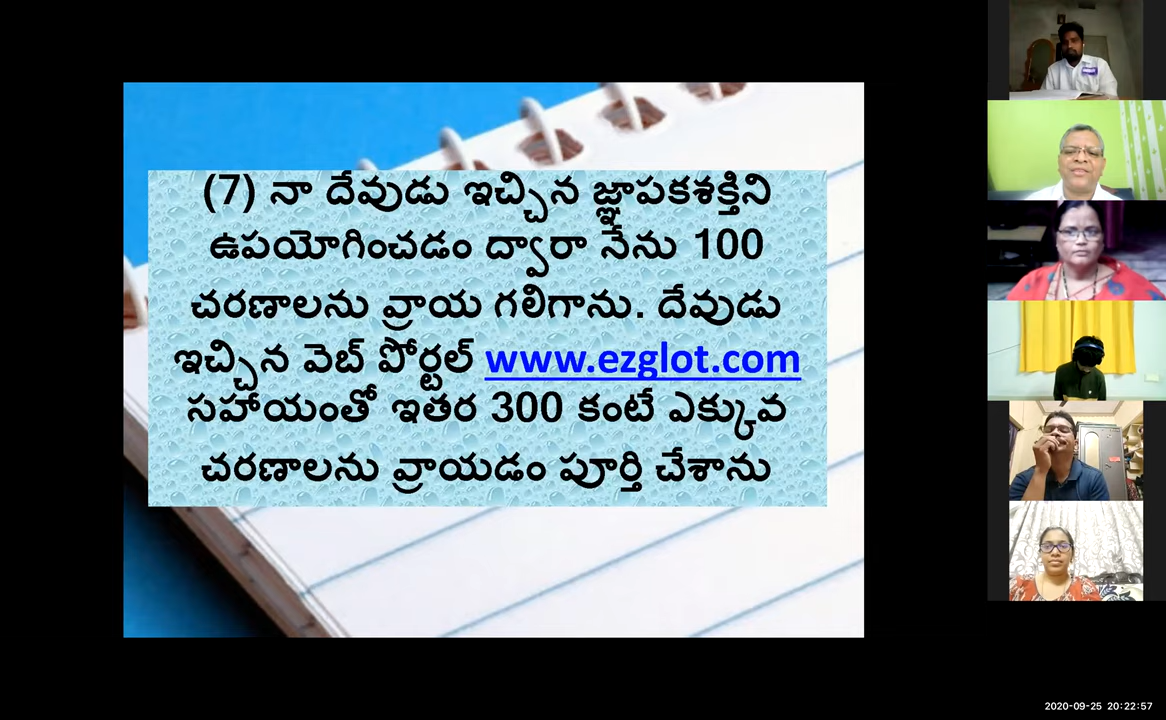 (7) నా దేవుడు ఇచ్చిన జ్ఞాపకశక్తిని
ఉపయోగించడం ద్వారా నేను 100
చరణాలను వ్రాయ గలిగాను. దేవుడు
ఇచ్చిన వెబ్ పోర్టల్ www.ezglot.com
సహాయంతో ఇతర 300 కంటే ఎక్కువ
చరణాలను వ్రాయడం పూర్తి చేశాను
2020-09-25 20:22:57